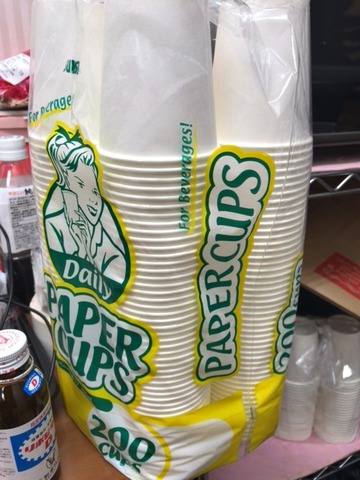 For Beverages!
Daily
PAPER
CUPS
200
CUPS
For Beverages!
PAPER CUPS
200